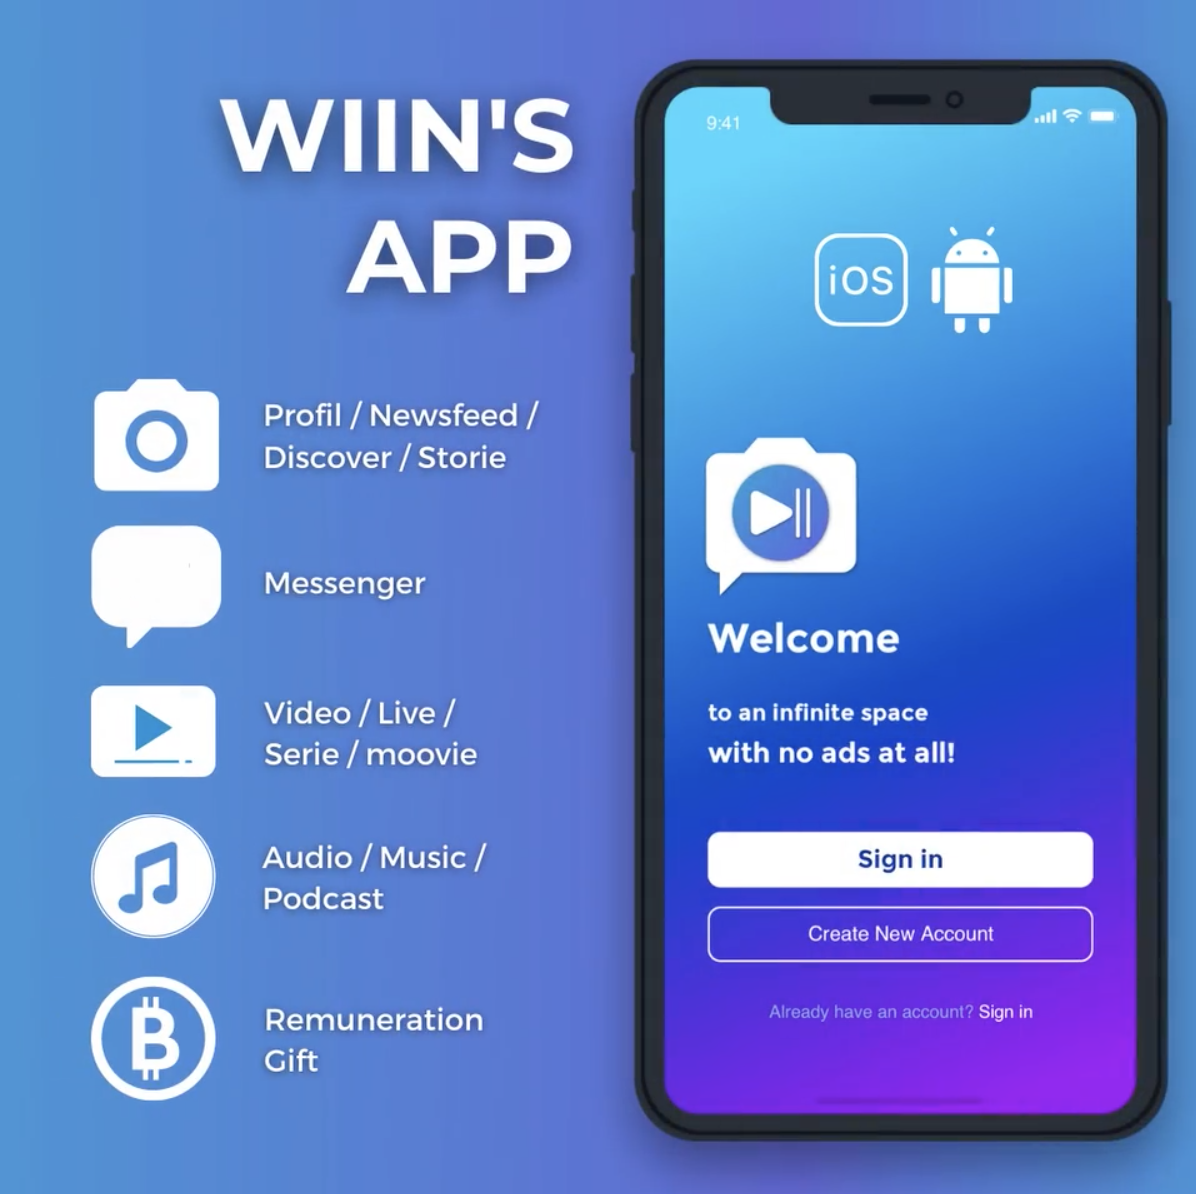 WIIN'S
APP
Profil / Newsfeed /
Discover / Storie
Messenger
Video / Live /
Serie / moovie
Audio / Music /
Podcast
Remuneration
Gift
9:41
iOS
Welcome
to an infinite space
with no ads at all!
Sign in
Create New Account
Already have an account? Sign in